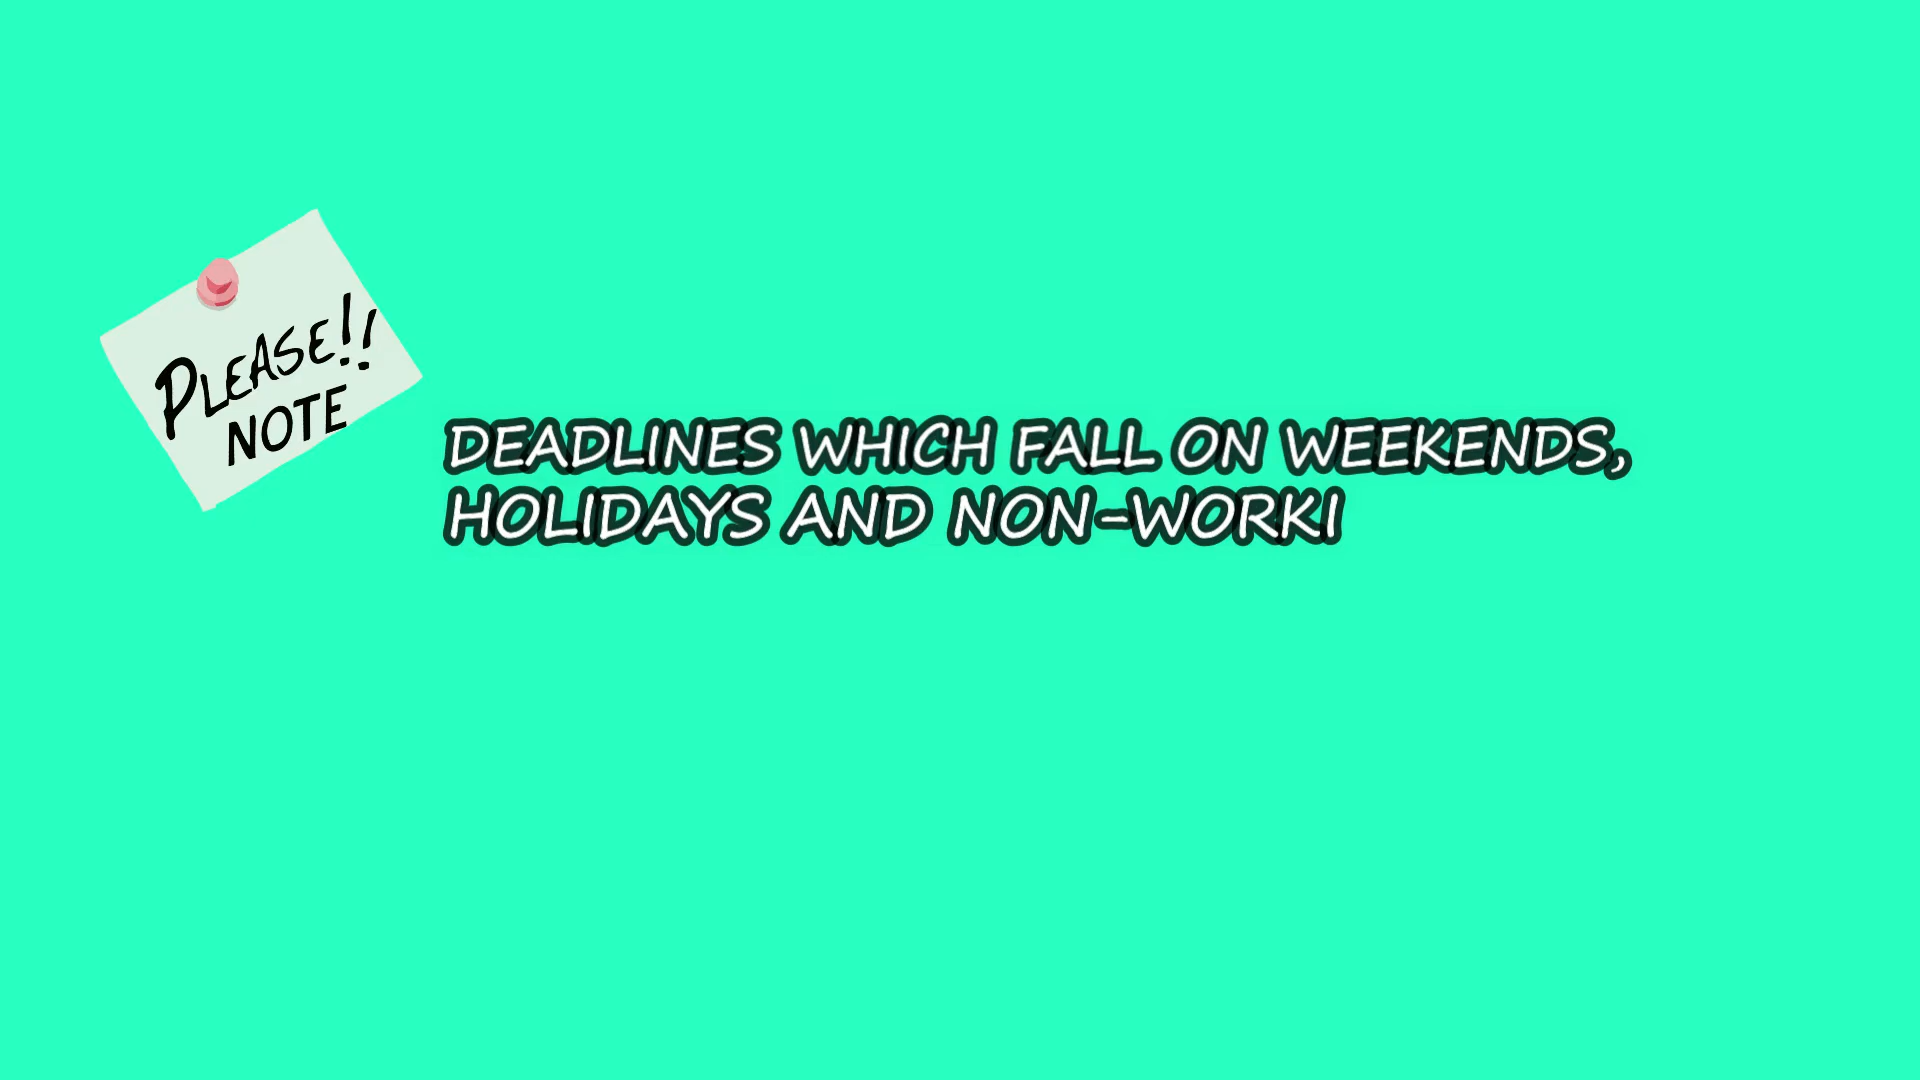 PLEASE!!
NOTE
DEADLINES WHICH FALL ON WEEKENDS,
HOLIDAYS AND NON-WORKI